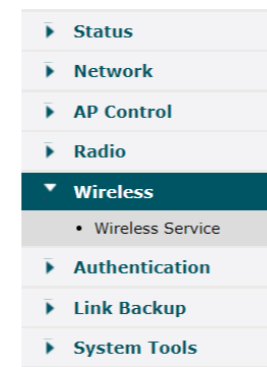 Status
Network
AP Control
Radio
Wireless
• Wireless Service
Authentication
Link Backup
System Tools